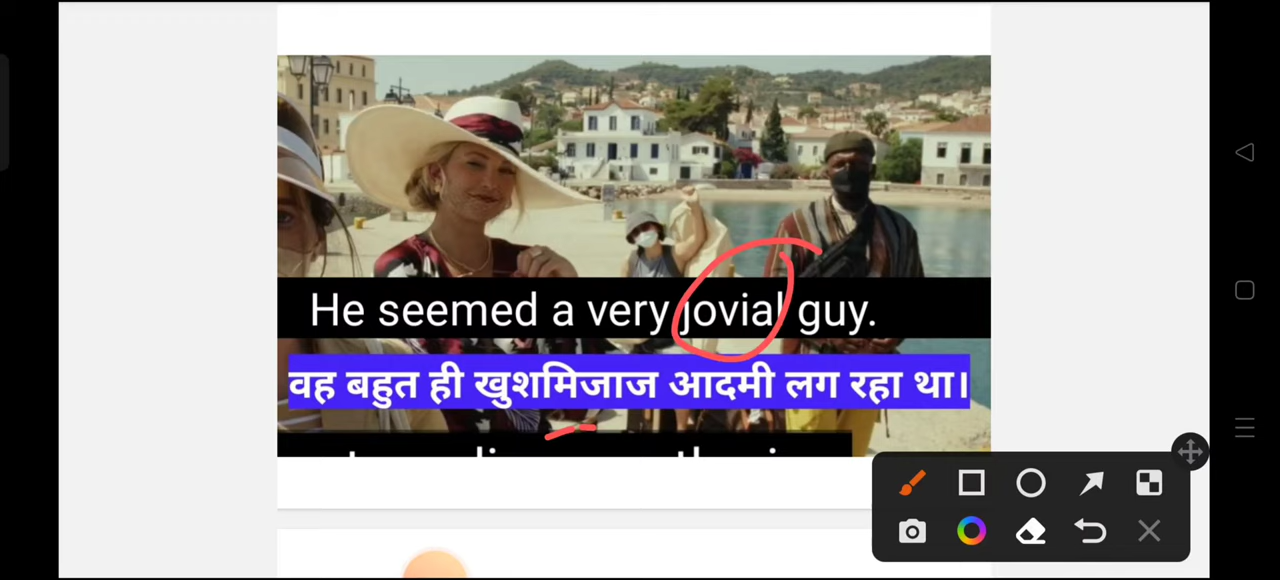 He seemed a very jovial guy.
वह बहुत ही खुशमिजाज आदमी लग रहा था।